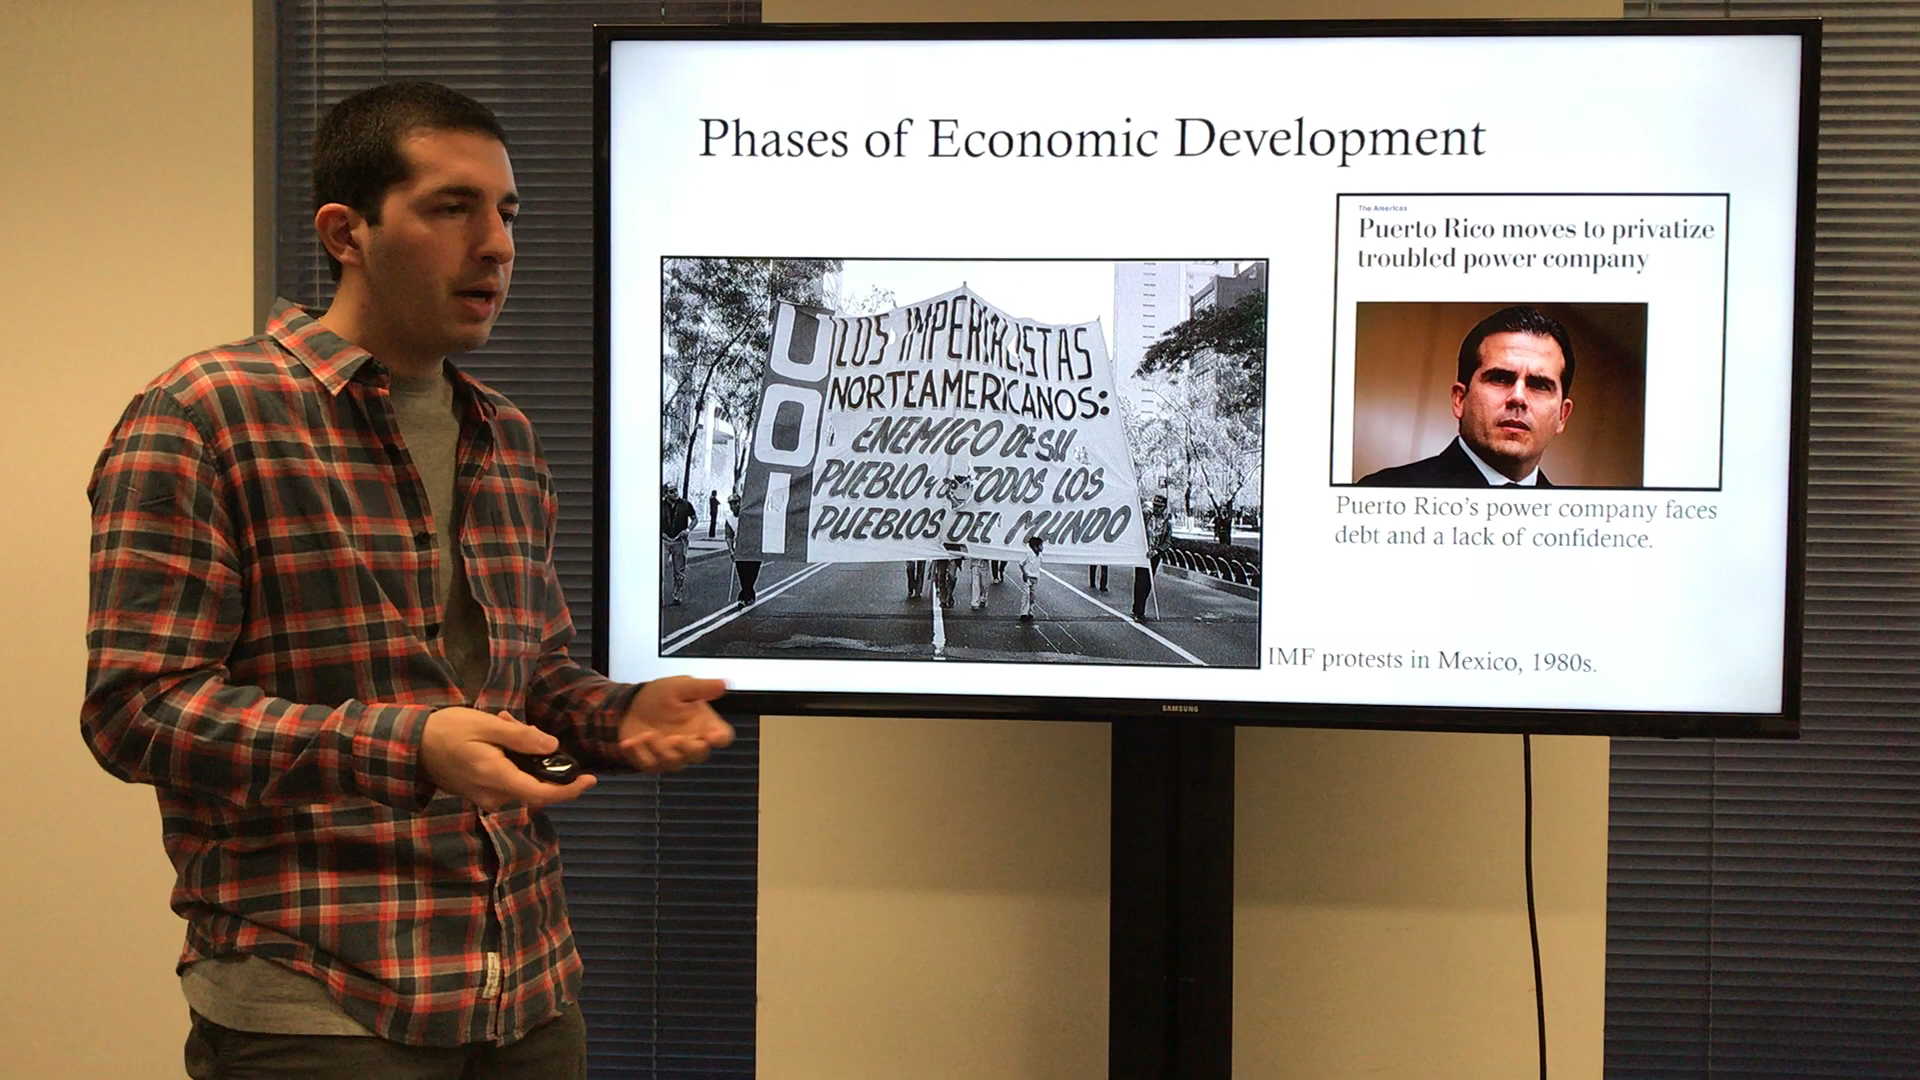 Phases of Economic Development
The Americas
Puerto Rico moves to privatize
troubled power company
UOI
LOS IMPERIALISTAS
NORTEAMERICANOS:
ENEMIGO DE SU
PUEBLO y de TODOS LOS
PUEBLOS DEL MUNDO
Puerto Rico's power company faces
debt and a lack of confidence.
IMF protests in Mexico, 1980s.
SAMSUNG